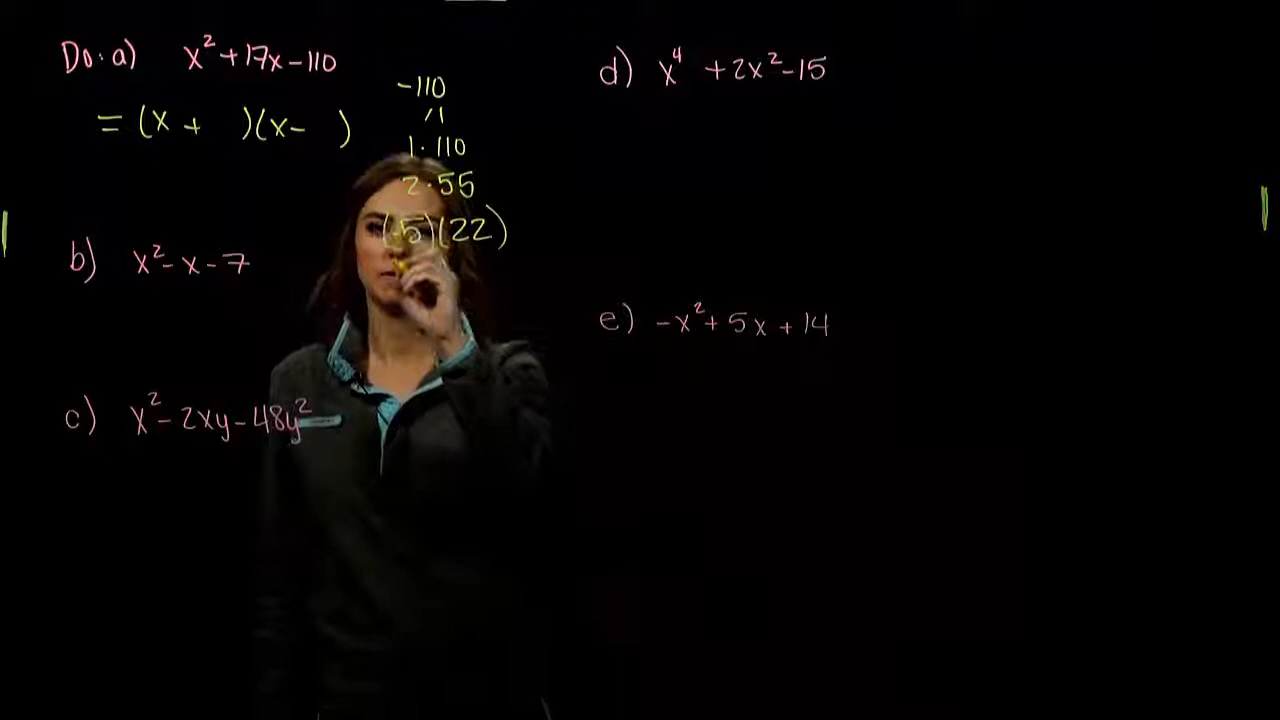 Do: a) x² + 17x - 110
= (x + )(x - )
-110
1 · 110
2 · 55
(-5)(22)
b) x² - x - 7
c) x² - 2xy - 48y²
d) x⁴ + 2x² - 15
e) -x² + 5x + 14